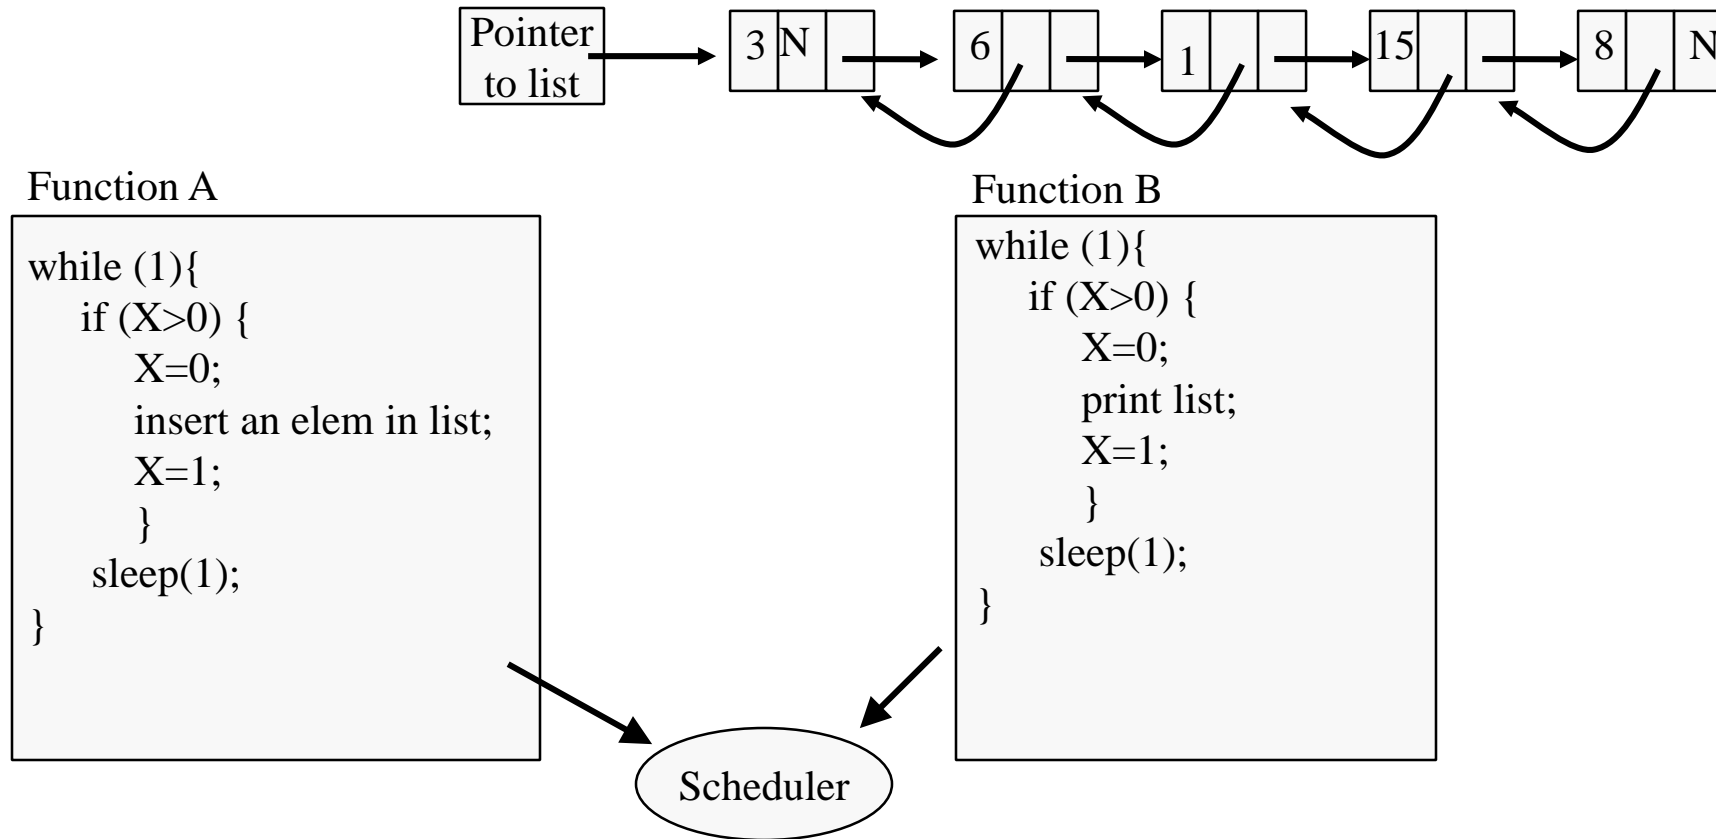 Pointer
to list
3 N
6
1
15
8 N
Function A
while (1){
if (X>0) {
X=0;
insert an elem in list;
X=1;
}
sleep(1);
}
Function B
while (1){
if (X>0) {
X=0;
print list;
X=1;
}
sleep(1);
}
Scheduler